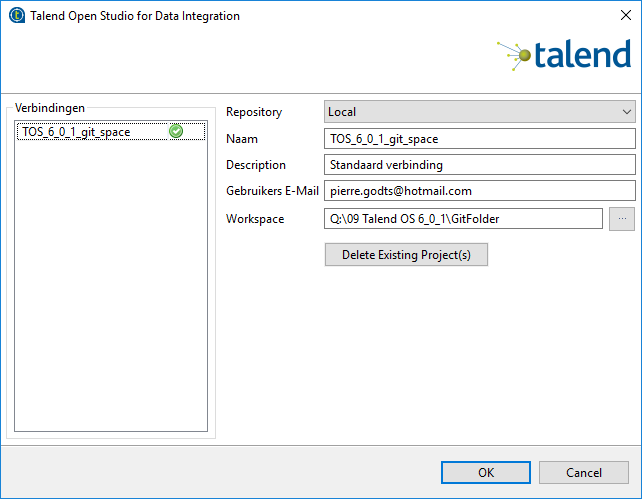 Talend Open Studio for Data Integration
talend
Verbindingen
TOS_6_0_1_git_space
Repository
Local
Naam
TOS_6_0_1_git_space
Description
Standaard verbinding
Gebruikers E-Mail
pierre.godts@hotmail.com
Workspace
Q:\09 Talend OS 6_0_1\GitFolder
...
Delete Existing Project(s)
OK
Cancel